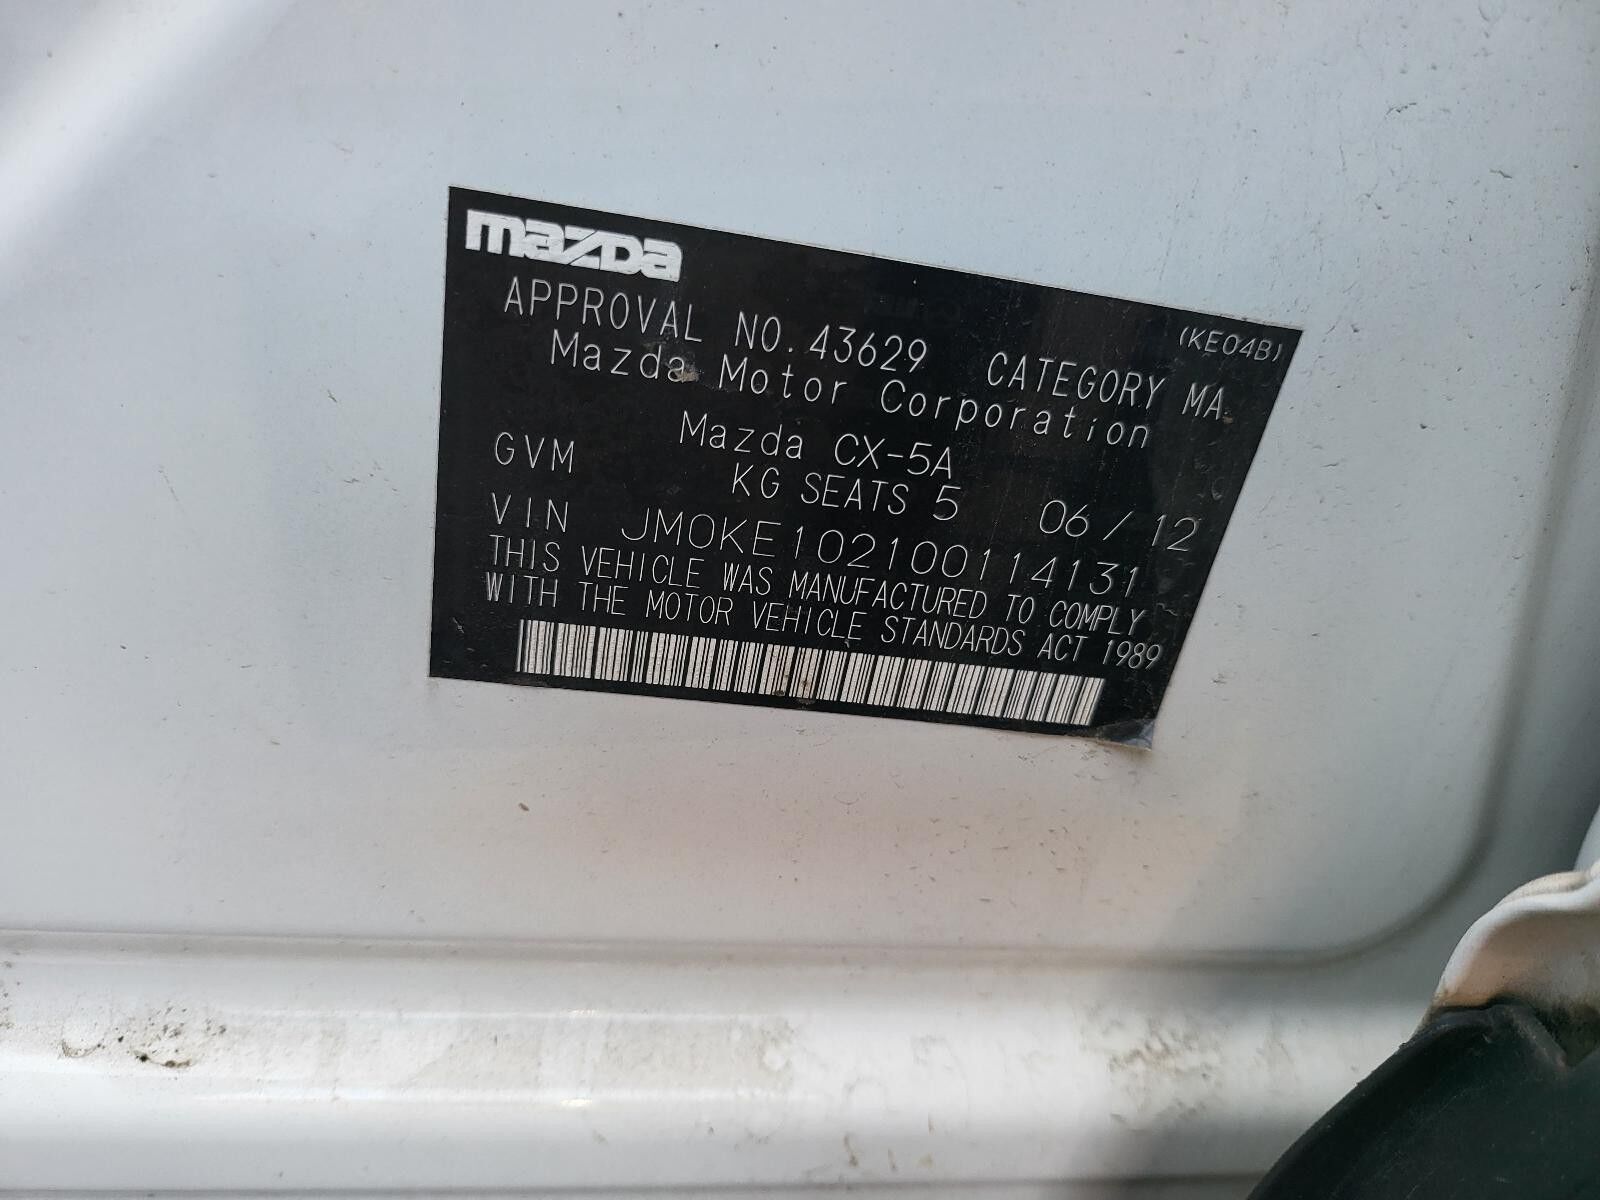 mazda
(KE04B)
APPROVAL NO. 43629 CATEGORY MA
Mazda Motor Corporation
Mazda CX-5A
GVM KG SEATS 5 06/12
VIN JM0KE102100114131
THIS VEHICLE WAS MANUFACTURED TO COMPLY
WITH THE MOTOR VEHICLE STANDARDS ACT 1989